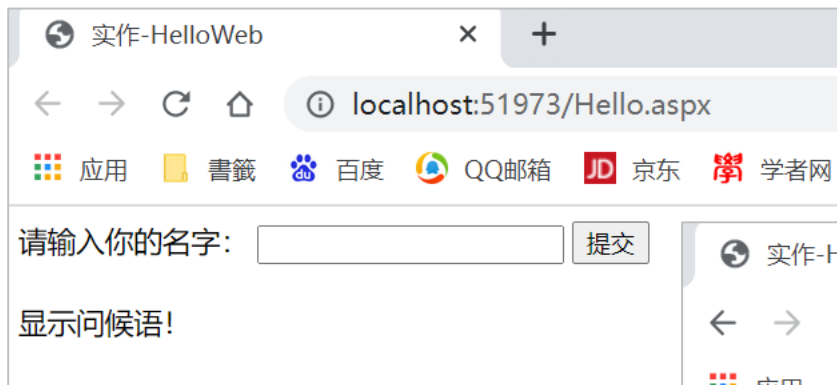 实作-HelloWeb
localhost:51973/Hello.aspx
应用 書籤 百度 QQ邮箱 JD 京东 學 学者网
请输入你的名字： 提交
显示问候语！
实作-H
应用